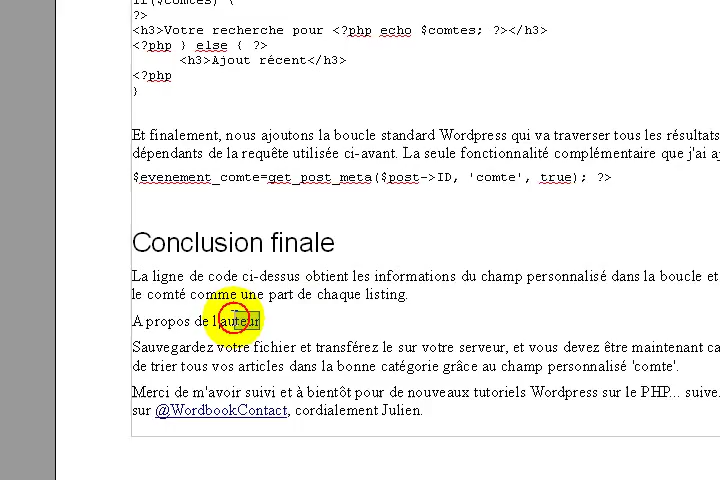 if($comtes) {
?>
<h3>Votre recherche pour <?php echo $comtes; ?></h3>
<?php } else { ?>
<h3>Ajout récent</h3>
<?php
}
Et finalement, nous ajoutons la boucle standard Wordpress qui va traverser tous les résultats
dépendants de la requête utilisée ci-avant. La seule fonctionnalité complémentaire que j'ai
$evenement_comte=get_post_meta($post->ID, 'comte', true); ?>
Conclusion finale
La ligne de code ci-dessus obtient les informations du champ personnalisé dans la boucle et
le comté comme une part de chaque listing.
A propos de l'auteur
Sauvegardez votre fichier et transférez le sur votre serveur, et vous devez être maintenant
de trier tous vos articles dans la bonne catégorie grâce au champ personnalisé 'comte'.
Merci de m'avoir suivi et à bientôt pour de nouveaux tutoriels Wordpress sur le PHP...
sur @WordbookContact, cordialement Julien.